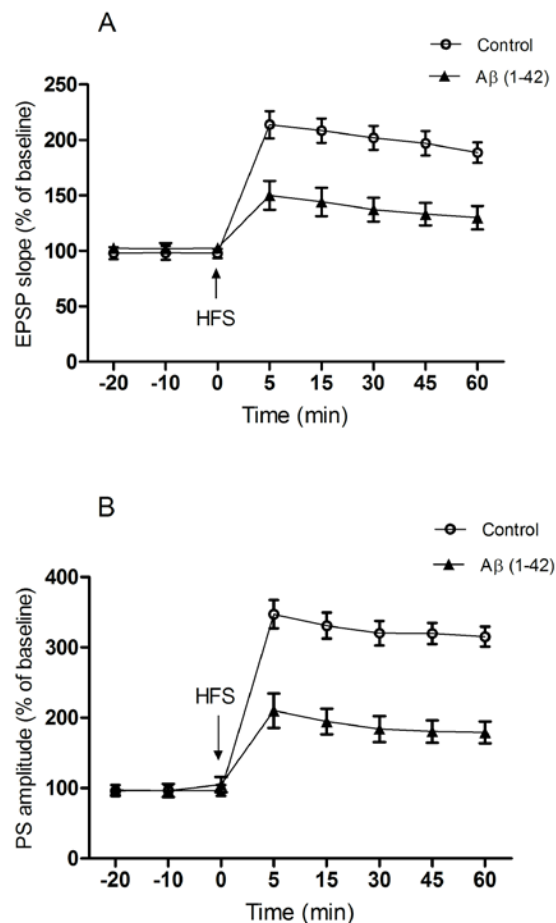 A
Control
Aβ (1-42)
250
200
150
100
50
0
EPSP slope (% of baseline)
HFS
-20 -10 0 5 15 30 45 60
Time (min)
B
Control
Aβ (1-42)
400
300
200
100
0
PS amplitude (% of baseline)
HFS
-20 -10 0 5 15 30 45 60
Time (min)